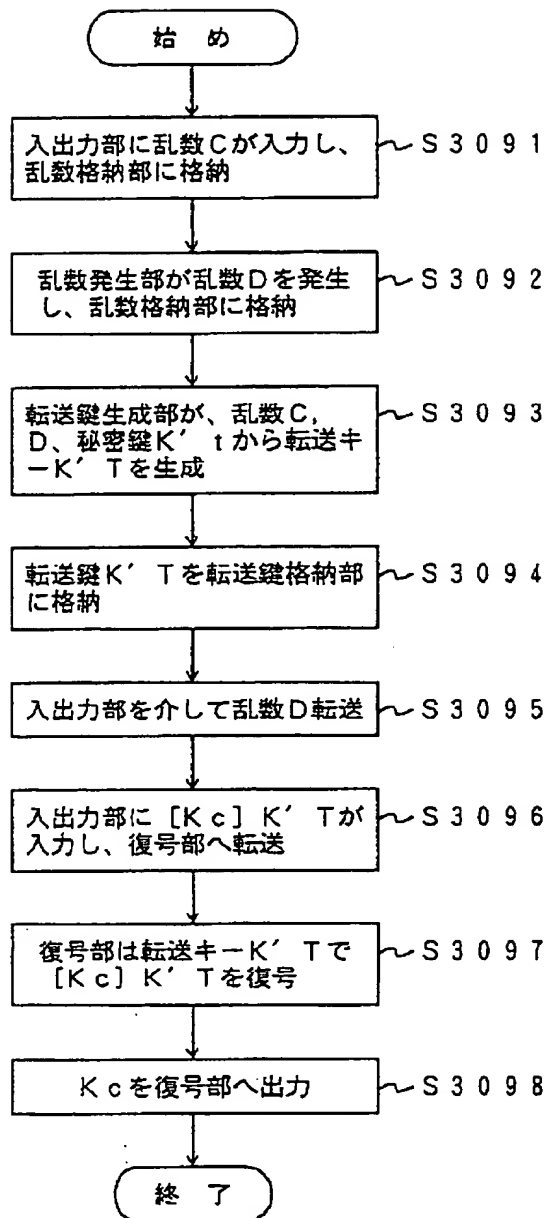 始 め
入出力部に乱数Cが入力し、
乱数格納部に格納
S3091
乱数発生部が乱数Dを発生
し、乱数格納部に格納
S3092
転送鍵生成部が、乱数C,
D、秘密鍵K′tから転送キ
ーK′Tを生成
S3093
転送鍵K′Tを転送鍵格納部
に格納
S3094
入出力部を介して乱数D転送
S3095
入出力部に[Kc]K′Tが
入力し、復号部へ転送
S3096
復号部は転送キーK′Tで
[Kc]K′Tを復号
S3097
Kcを復号部へ出力
S3098
終 了